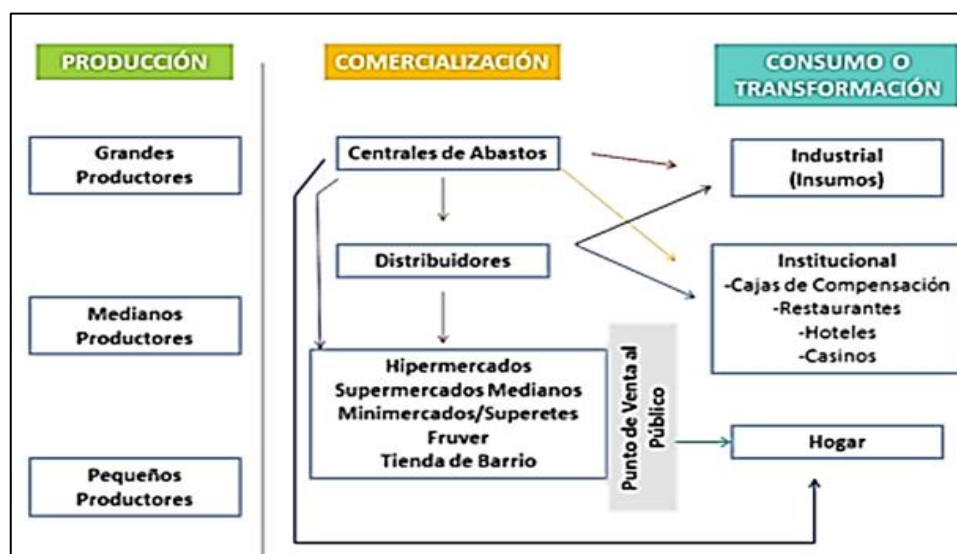 PRODUCCIÓN
Grandes
Productores
Medianos
Productores
Pequeños
Productores
COMERCIALIZACIÓN
Centrales de Abastos
Distribuidores
Hipermercados
Supermercados Medianos
Minimercados/Superetes
Fruver
Tienda de Barrio
Punto de Venta al
Público
CONSUMO O
TRANSFORMACIÓN
Industrial
(Insumos)
Institucional
-Cajas de Compensación
-Restaurantes
-Hoteles
-Casinos
Hogar